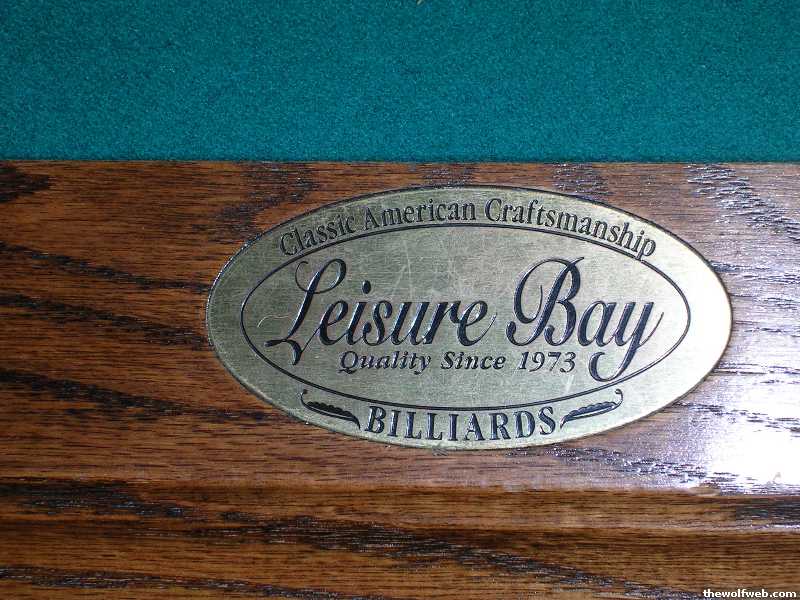 Classic American Craftsmanship
Leisure Bay
Quality Since 1973
BILLIARDS
thewolfweb.com